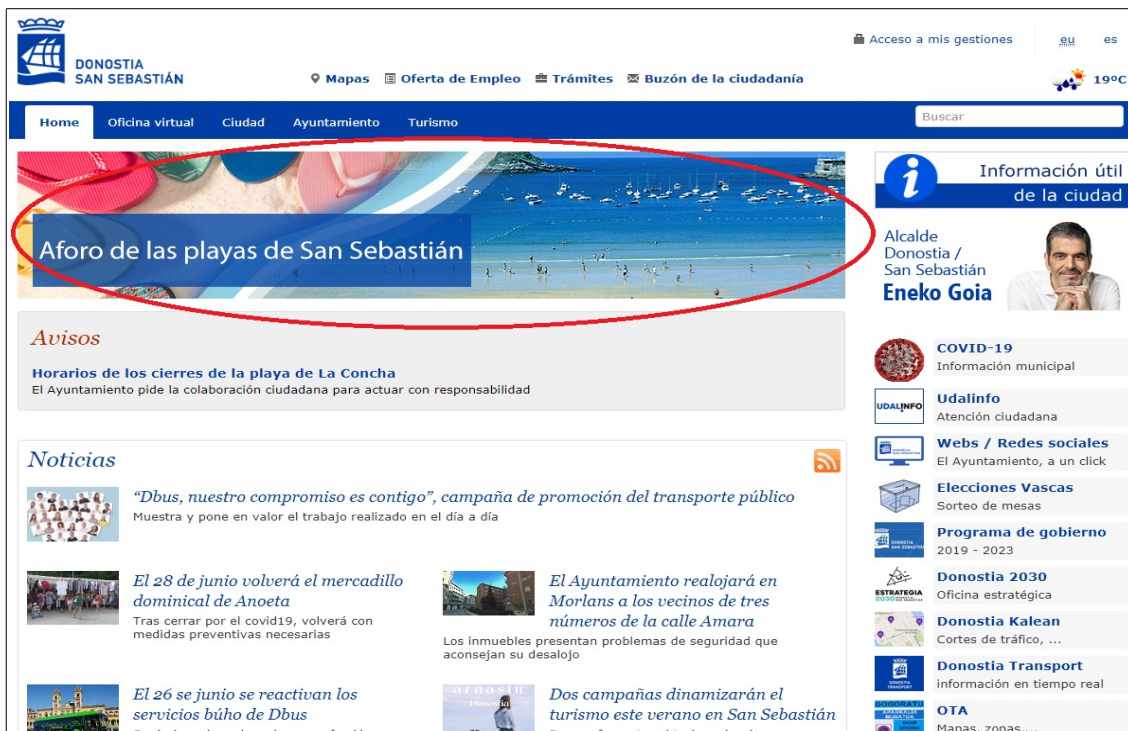 DONOSTIA
SAN SEBASTIÁN
Acceso a mis gestiones
eu
es
Mapas
Oferta de Empleo
Trámites
Buzón de la ciudadanía
19ºC
Home
Oficina virtual
Ciudad
Ayuntamiento
Turismo
Buscar
Aforo de las playas de San Sebastián
Avisos
Horarios de los cierres de la playa de La Concha
El Ayuntamiento pide la colaboración ciudadana para actuar con responsabilidad
Noticias
“Dbus, nuestro compromiso es contigo”, campaña de promoción del transporte público
Muestra y pone en valor el trabajo realizado en el día a día
El 28 de junio volverá el mercadillo
dominical de Anoeta
Tras cerrar por el covid19, volverá con
medidas preventivas necesarias
El Ayuntamiento realojará en
Morlans a los vecinos de tres
números de la calle Amara
Los inmuebles presentan problemas de seguridad que
aconsejan su desalojo
El 26 se junio se reactivan los
servicios búho de Dbus
Dos campañas dinamizarán el
turismo este verano en San Sebastián
Información útil
de la ciudad
Alcalde
Donostia /
San Sebastián
Eneko Goia
COVID-19
Información municipal
UDALINFO
Udalinfo
Atención ciudadana
Webs / Redes sociales
El Ayuntamiento, a un click
Elecciones Vascas
Sorteo de mesas
Programa de gobierno
2019 - 2023
ESTRATEGIA
Donostia 2030
Oficina estratégica
Donostia Kalean
Cortes de tráfico, ...
Donostia Transport
información en tiempo real
OTA
Mapas, zonas,...